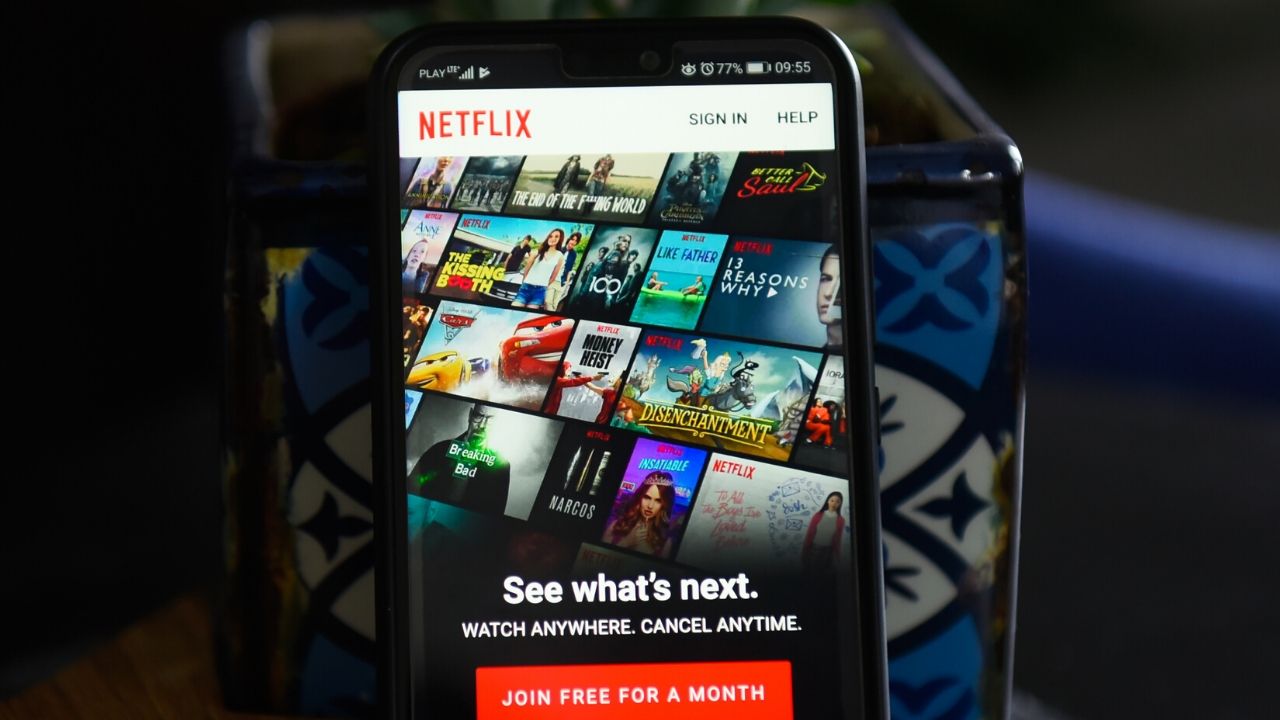 PLAY LTE+ 77% 09:55
NETFLIX SIGN IN HELP
ANNIHILATION
THE END OF THE F***ING WORLD
BETTER
CALL
Saul
NETFLIX
ANNE
NETFLIX
THE
KISSING
BOOTH
THE
100
NETFLIX
LIKE FATHER
NETFLIX
13
REASONS
WHY
Cars
NETFLIX
MONEY
HEIST
NETFLIX
DISENCHANTMENT
Breaking
Bad
NETFLIX
NARCOS
NETFLIX
INSATIABLE
NETFLIX
To All
The Boys I've
Loved
Before
NETFLIX
See what's next.
WATCH ANYWHERE. CANCEL ANYTIME.
JOIN FREE FOR A MONTH